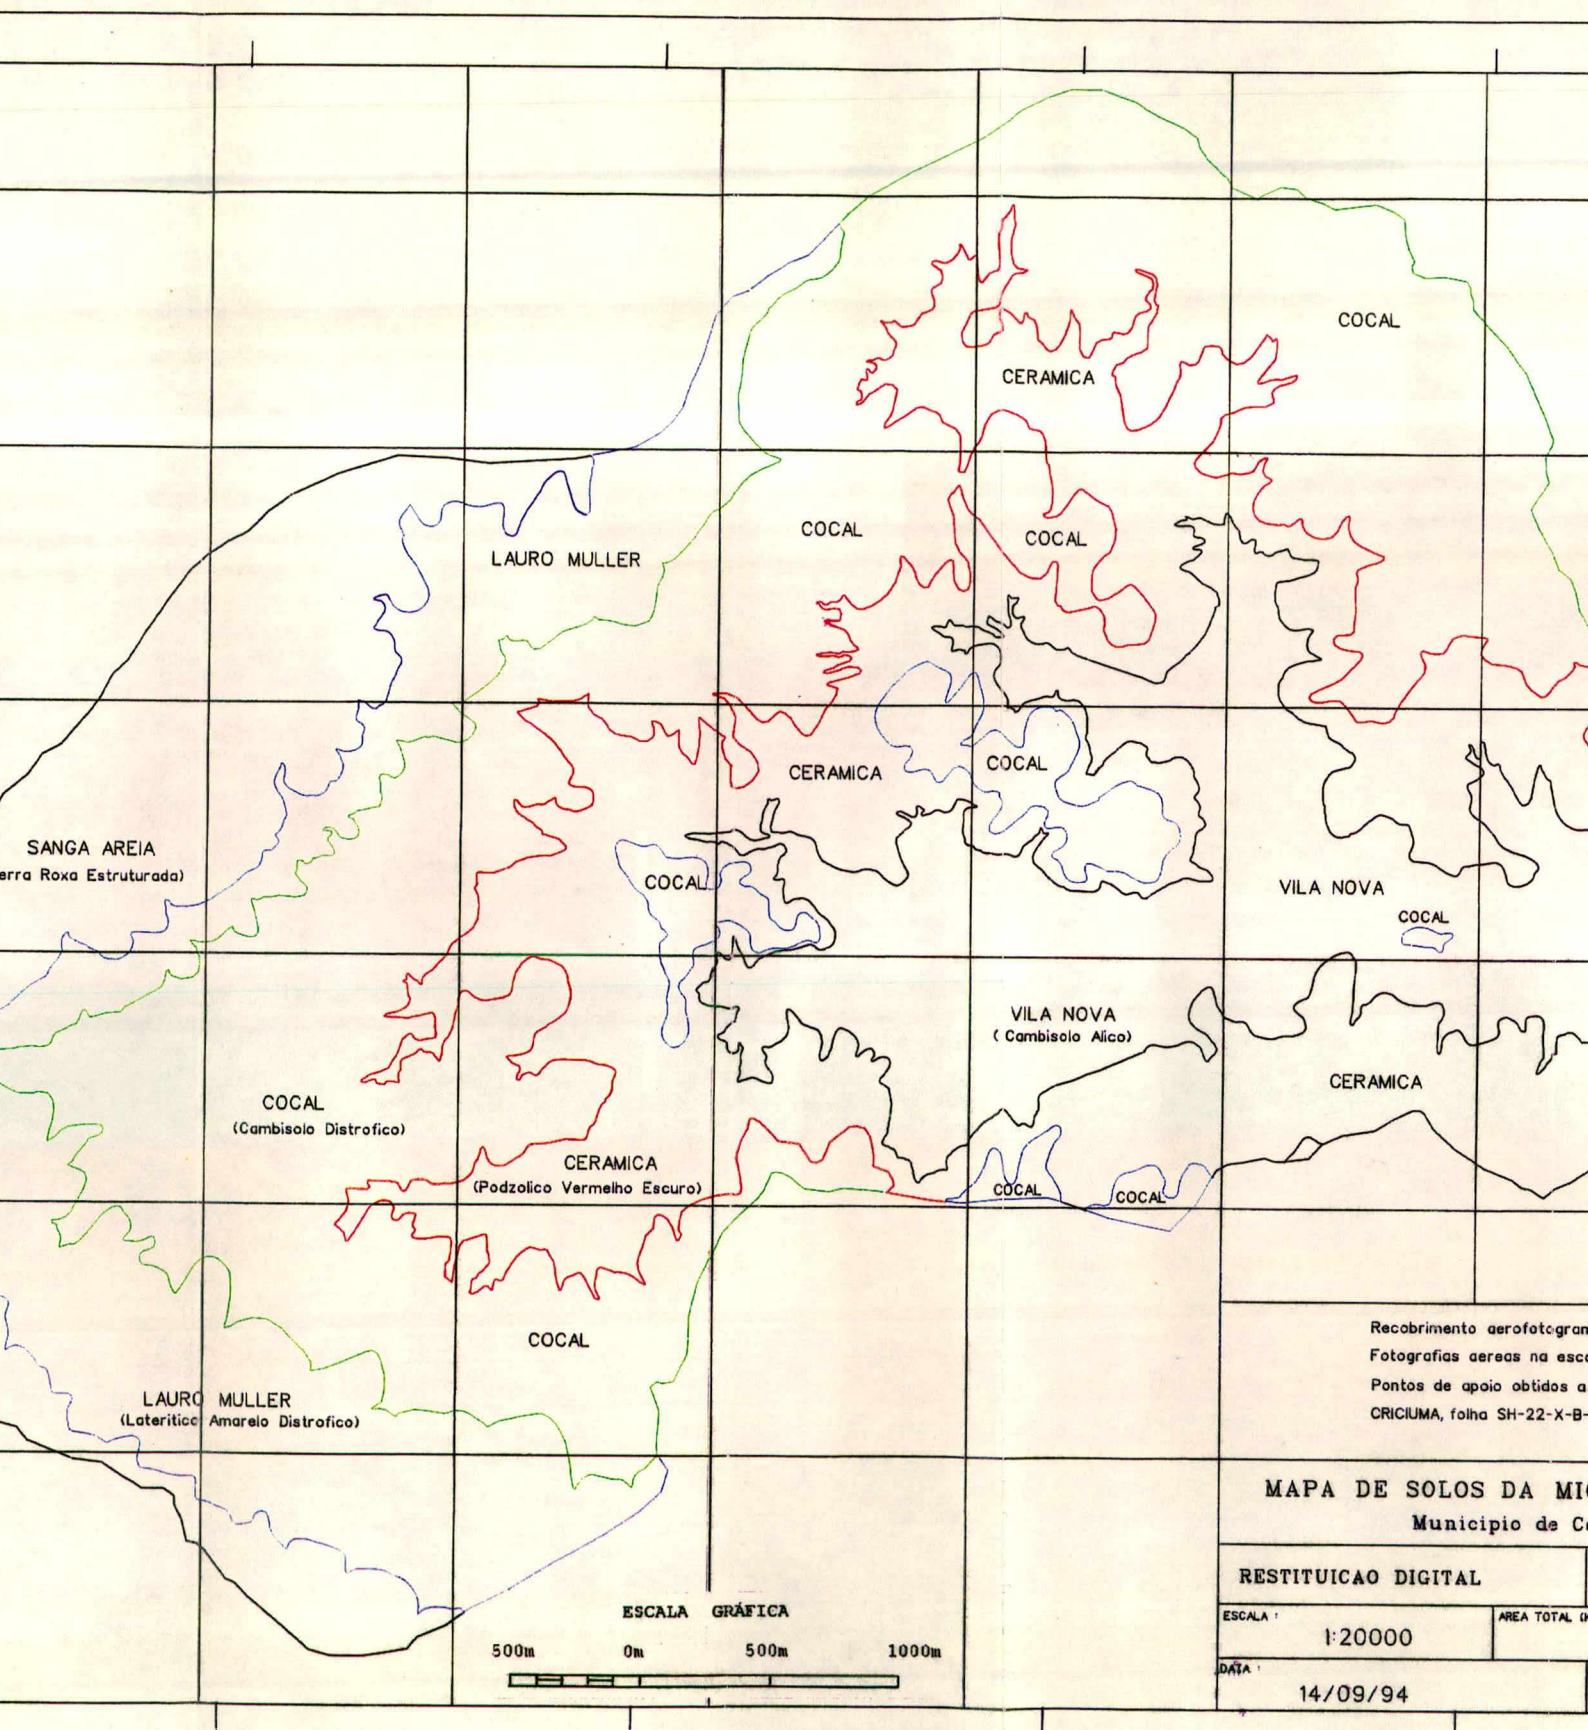 COCAL
CERAMICA
COCAL
COCAL
LAURO MULLER
COCAL
CERAMICA
SANGA AREIA
erra Roxa Estruturada)
COCAL
VILA NOVA
COCAL
VILA NOVA
( Cambisolo Alico)
CERAMICA
COCAL
(Cambisolo Distrofico)
CERAMICA
(Podzolico Vermelho Escuro)
COCAL
COCAL
COCAL
LAURO MULLER
(Lateritico Amarelo Distrofico)
Recobrimento aerofotogram
Fotografias aereas na esca
Pontos de apoio obtidos a
CRICIUMA, folha SH-22-X-B-
MAPA DE SOLOS DA MIC
Municipio de Co
RESTITUICAO DIGITAL
ESCALA :
AREA TOTAL (K
1:20000
DATA :
14/09/94
ESCALA GRÁFICA
500m 0m 500m 1000m